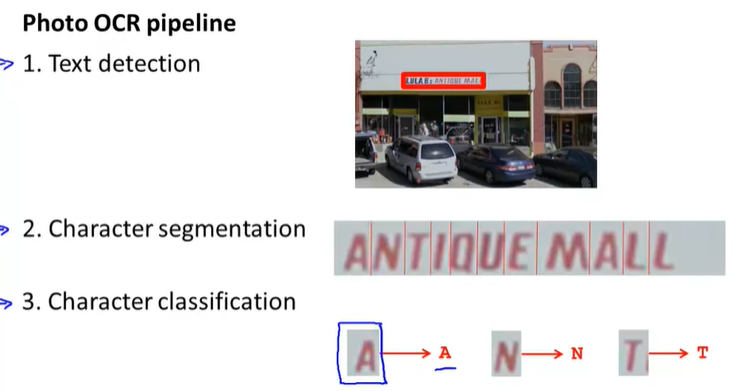 Photo OCR pipeline
1. Text detection
LULA B's ANTIQUE MALL
2. Character segmentation
ANTIQUE MALL
3. Character classification
A → A N → N T → T